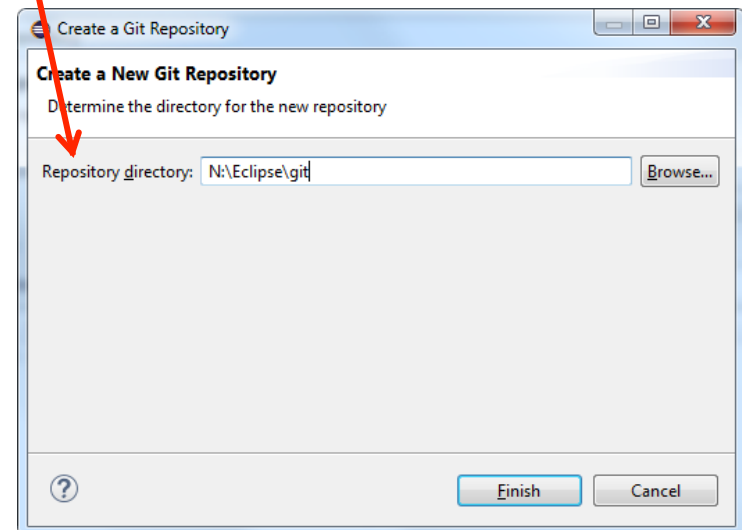 Create a Git Repository
Create a New Git Repository
Determine the directory for the new repository
Repository directory: N:\Eclipse\git Browse...
? Finish Cancel